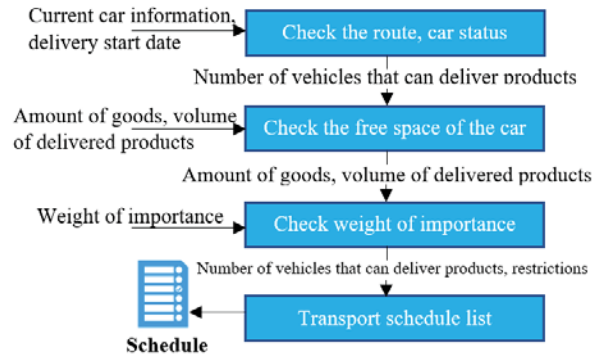 Current car information,
delivery start date
Check the route, car status
Number of vehicles that can deliver products
Amount of goods, volume
of delivered products
Check the free space of the car
Amount of goods, volume of delivered products
Weight of importance
Check weight of importance
Number of vehicles that can deliver products, restrictions
Transport schedule list
Schedule